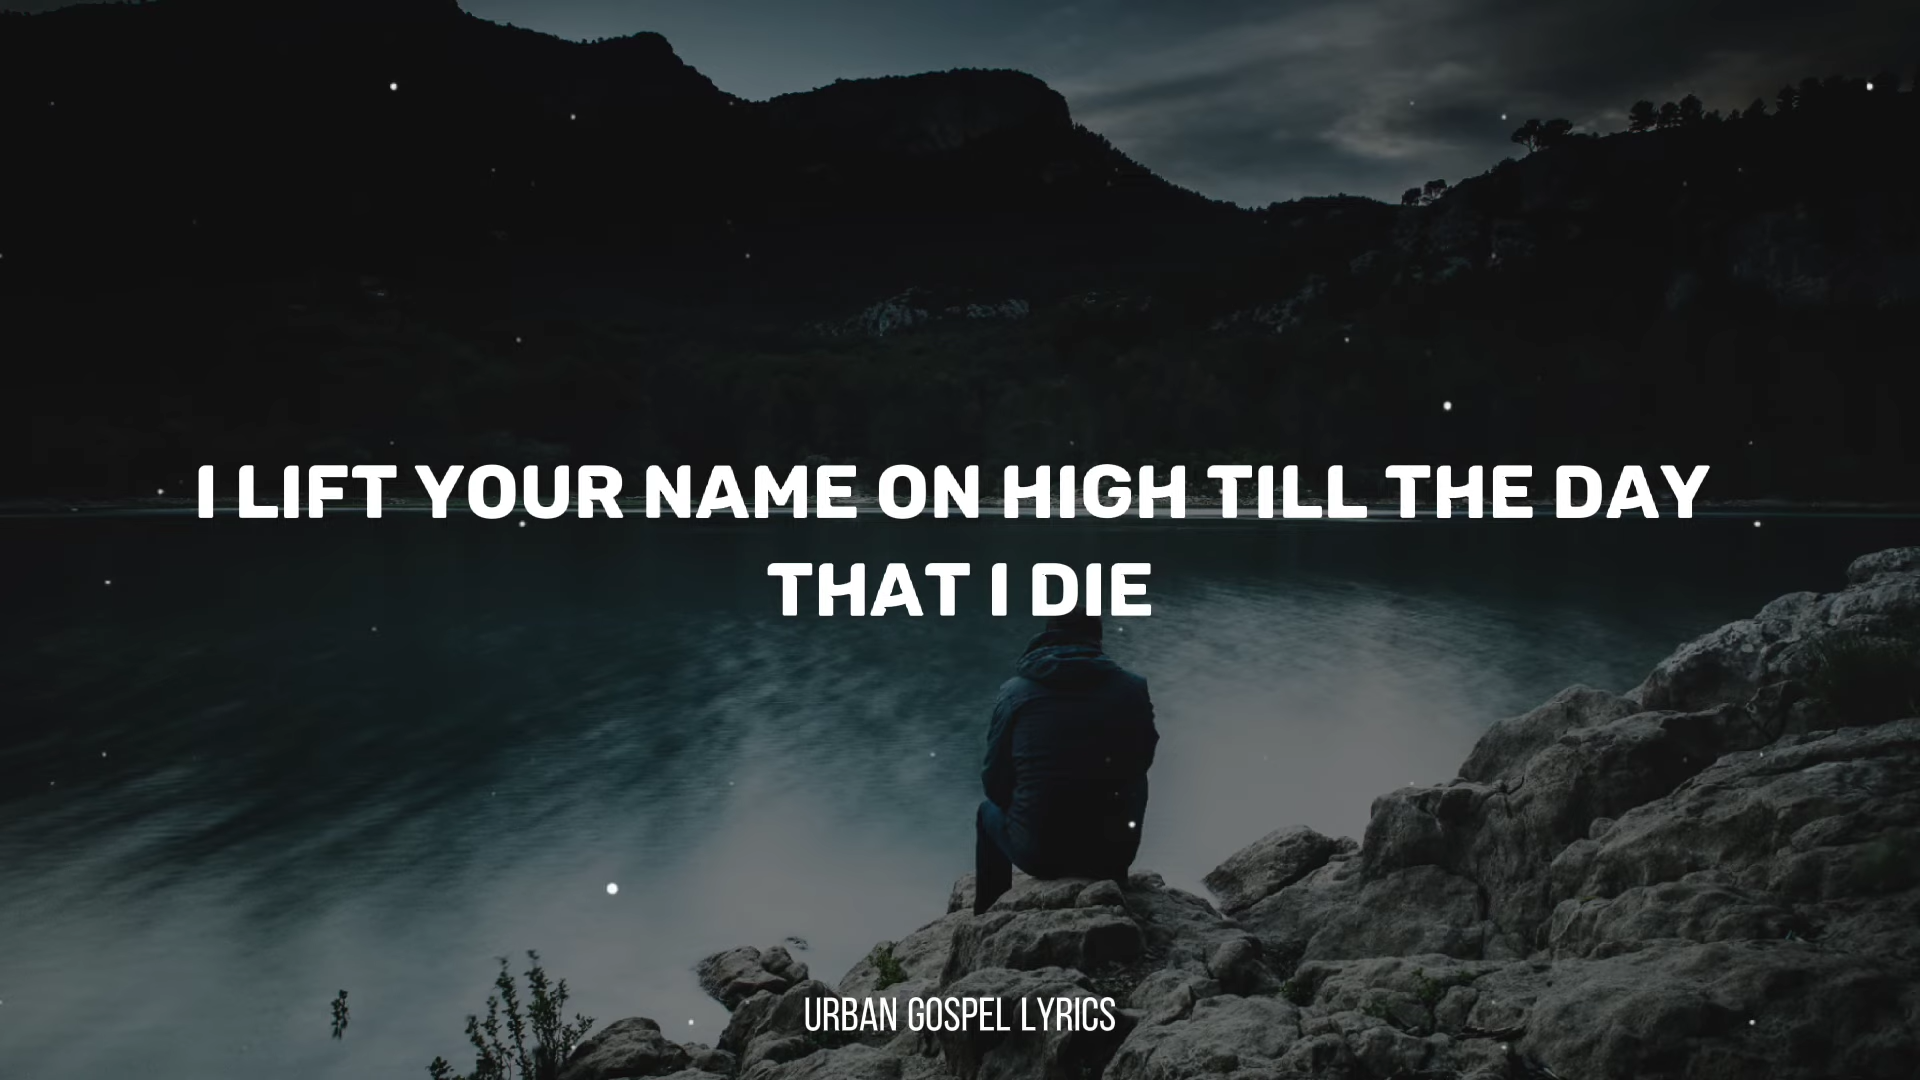 I LIFT YOUR NAME ON HIGH TILL THE DAY
THAT I DIE
URBAN GOSPEL LYRICS